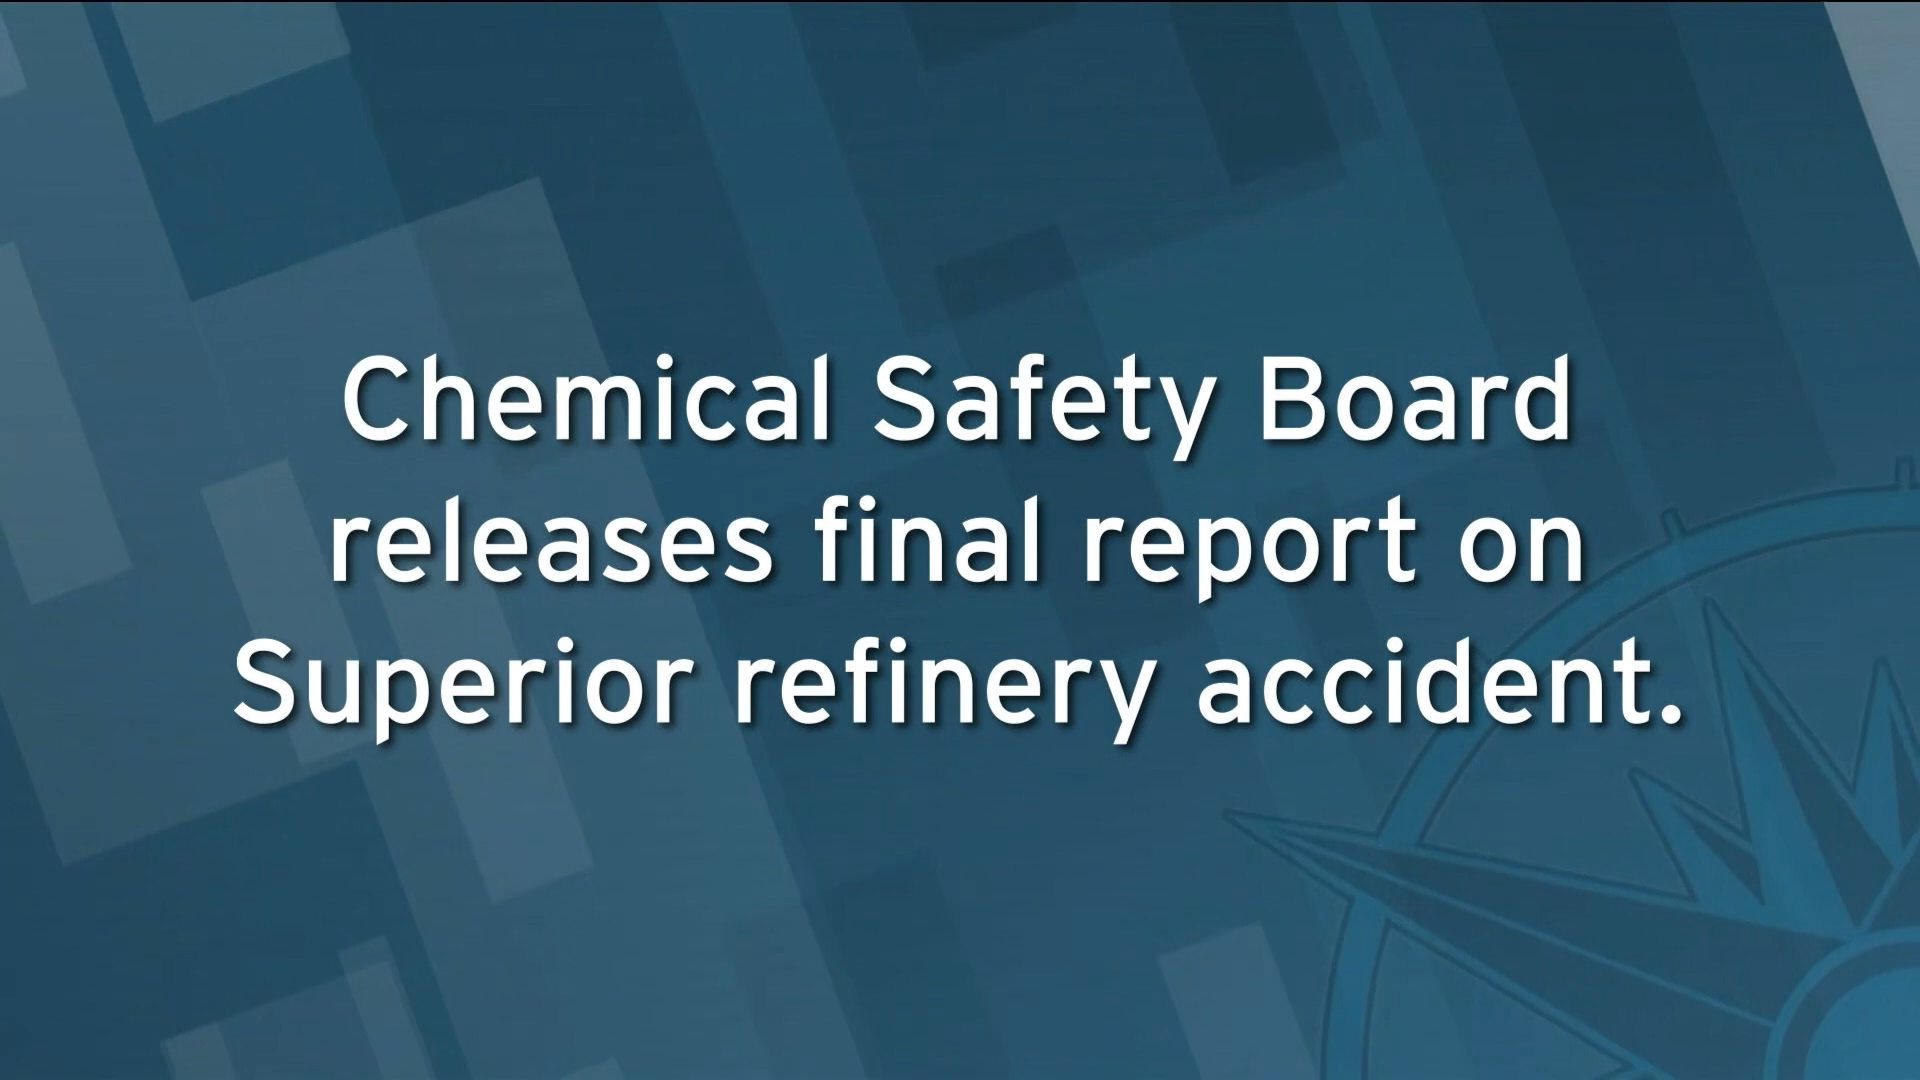 Chemical Safety Board
releases final report on
Superior refinery accident.